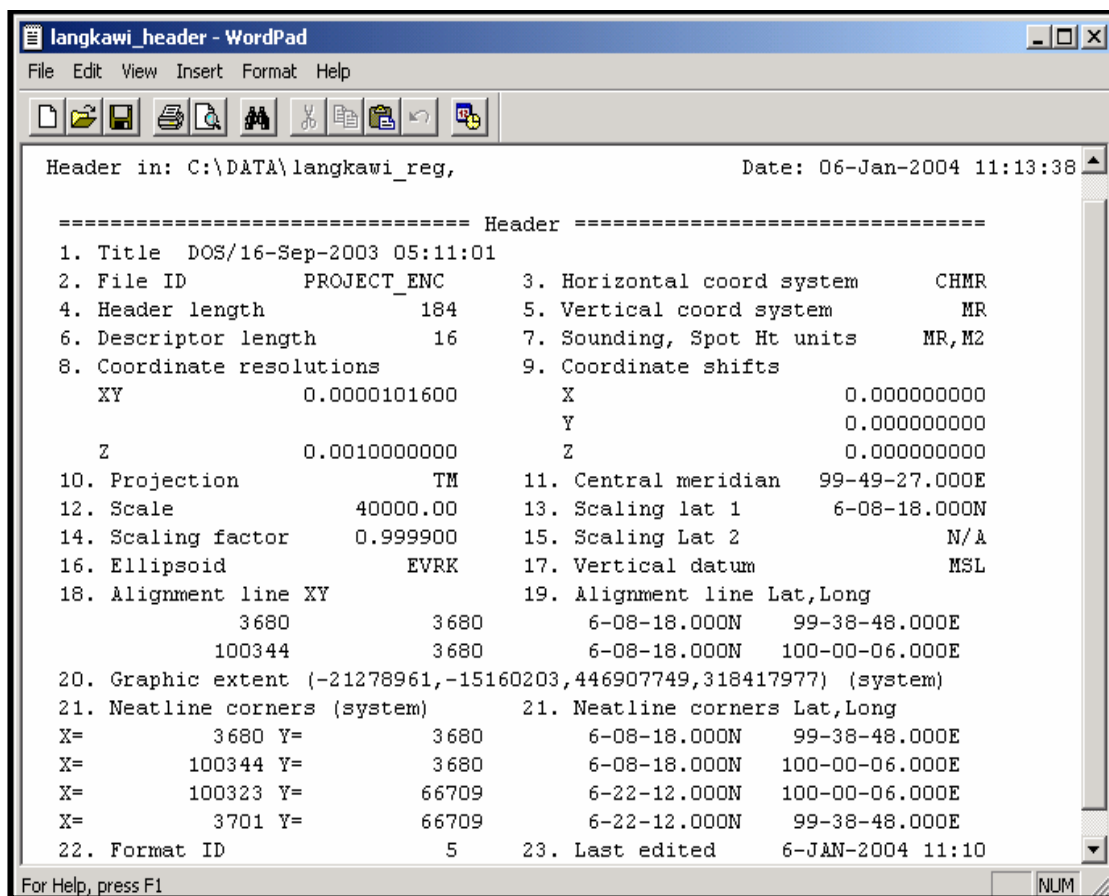 langkawi_header - WordPad
File Edit View Insert Format Help
Header in: C:\DATA\langkawi_reg, Date: 06-Jan-2004 11:13:38
================================ Header ================================
1. Title DOS/16-Sep-2003 05:11:01
2. File ID PROJECT_ENC 3. Horizontal coord system CHMR
4. Header length 184 5. Vertical coord system MR
6. Descriptor length 16 7. Sounding, Spot Ht units MR,M2
8. Coordinate resolutions 9. Coordinate shifts
XY 0.0000101600 X 0.000000000
Y 0.000000000
Z 0.0010000000 Z 0.000000000
10. Projection TM 11. Central meridian 99-49-27.000E
12. Scale 40000.00 13. Scaling lat 1 6-08-18.000N
14. Scaling factor 0.999900 15. Scaling Lat 2 N/A
16. Ellipsoid EVRK 17. Vertical datum MSL
18. Alignment line XY 19. Alignment line Lat,Long
3680 3680 6-08-18.000N 99-38-48.000E
100344 3680 6-08-18.000N 100-00-06.000E
20. Graphic extent (-21278961,-15160203,446907749,318417977) (system)
21. Neatline corners (system) 21. Neatline corners Lat,Long
X= 3680 Y= 3680 6-08-18.000N 99-38-48.000E
X= 100344 Y= 3680 6-08-18.000N 100-00-06.000E
X= 100323 Y= 66709 6-22-12.000N 100-00-06.000E
X= 3701 Y= 66709 6-22-12.000N 99-38-48.000E
22. Format ID 5 23. Last edited 6-JAN-2004 11:10
For Help, press F1 NUM